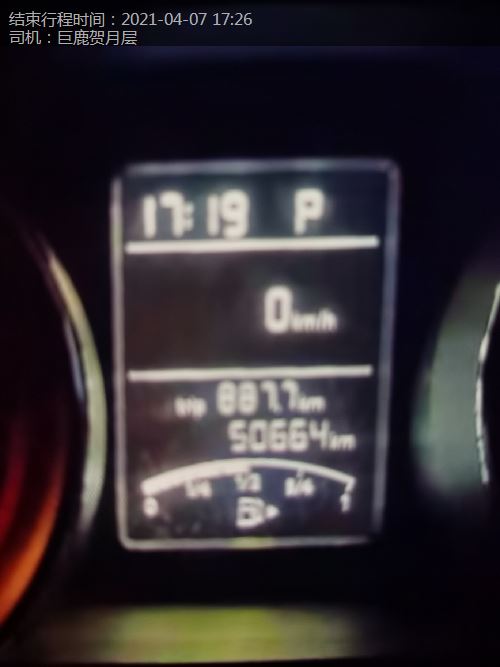 结束行程时间：2021-04-07 17:26
司机：巨鹿贺月层
17:19 P
0km/h
trip 887.7km
50664km
0 1/4 1/2 3/4 1